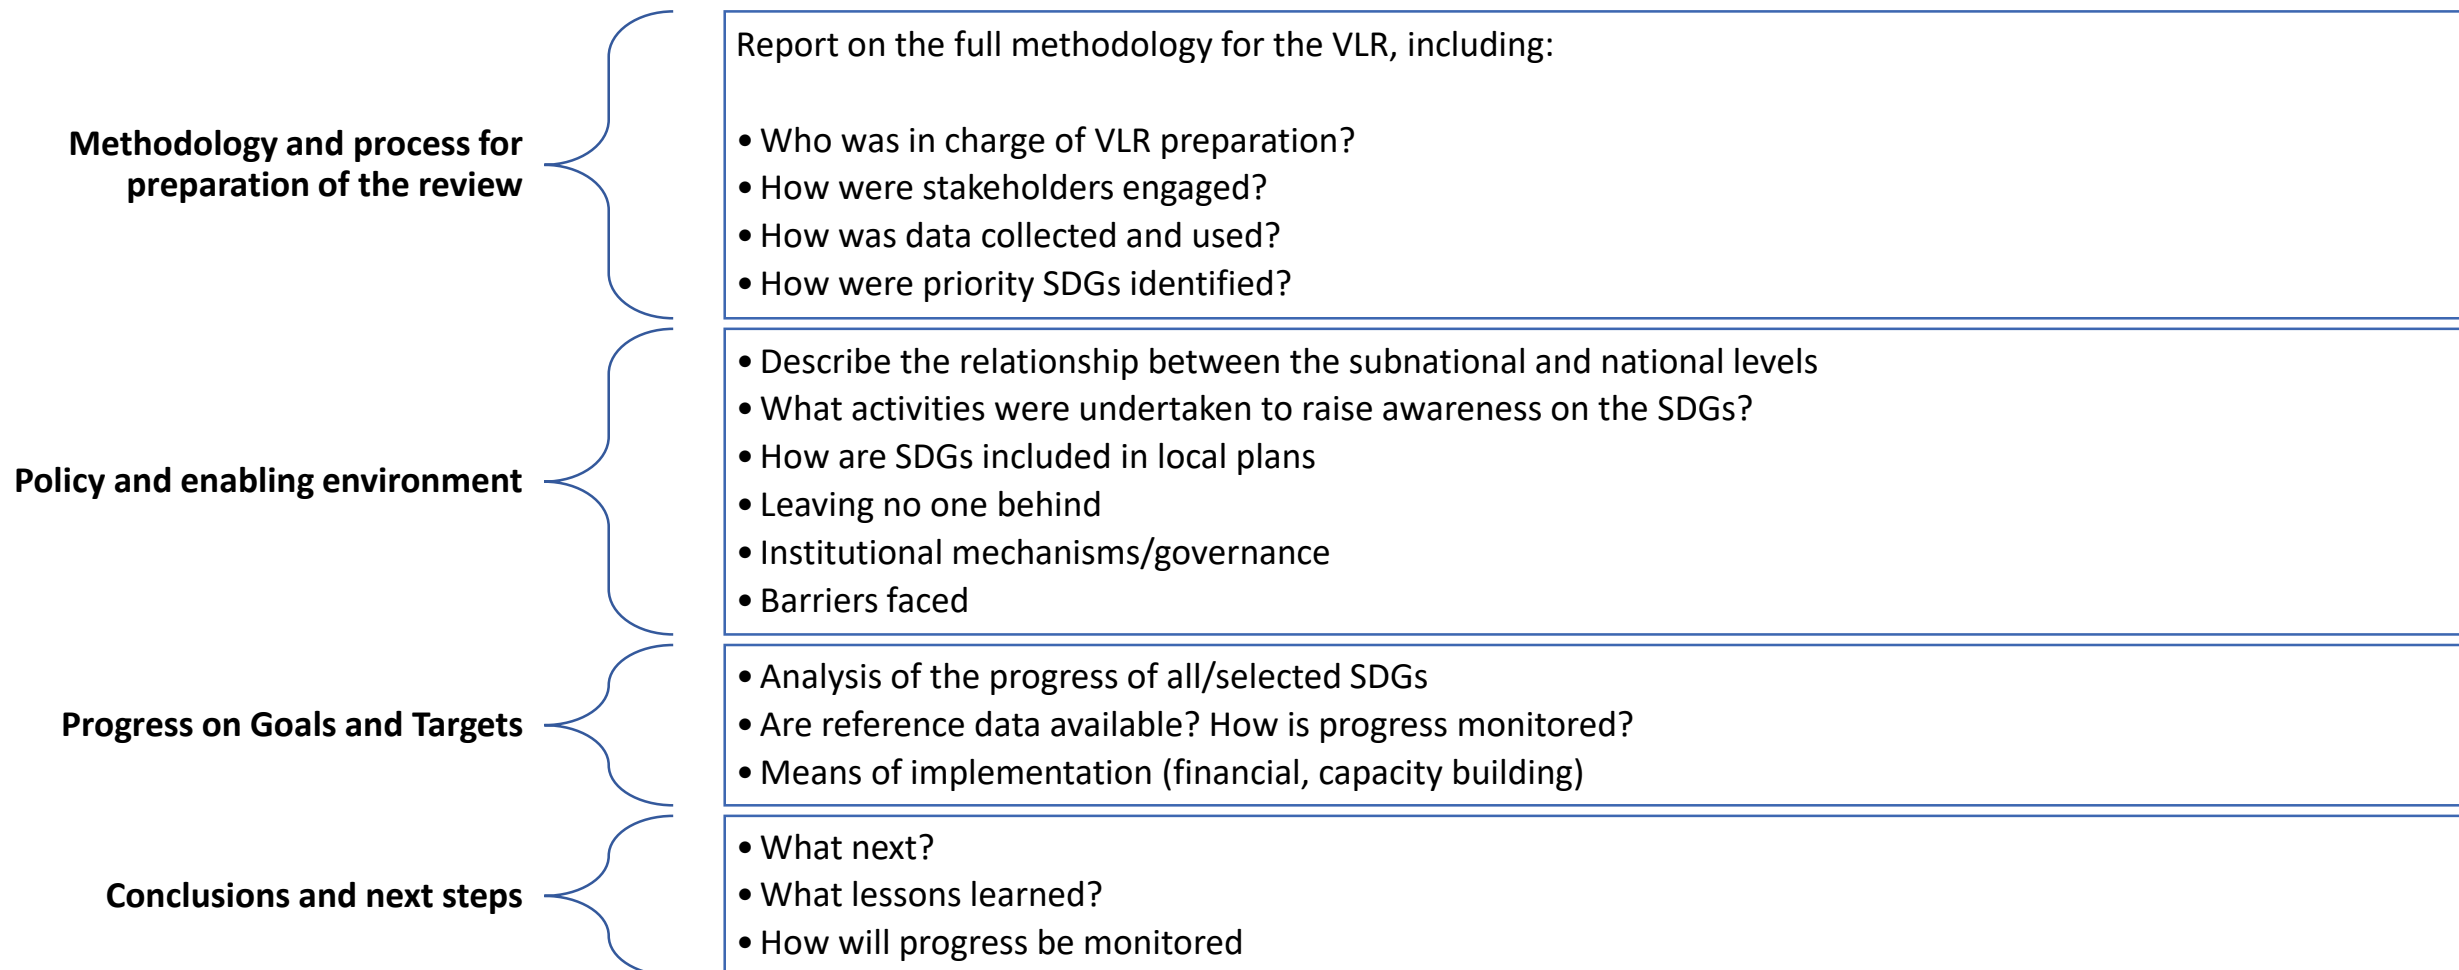 Methodology and process for
preparation of the review
Report on the full methodology for the VLR, including:
• Who was in charge of VLR preparation?
• How were stakeholders engaged?
• How was data collected and used?
• How were priority SDGs identified?
Policy and enabling environment
• Describe the relationship between the subnational and national levels
• What activities were undertaken to raise awareness on the SDGs?
• How are SDGs included in local plans
• Leaving no one behind
• Institutional mechanisms/governance
• Barriers faced
Progress on Goals and Targets
• Analysis of the progress of all/selected SDGs
• Are reference data available? How is progress monitored?
• Means of implementation (financial, capacity building)
Conclusions and next steps
• What next?
• What lessons learned?
• How will progress be monitored